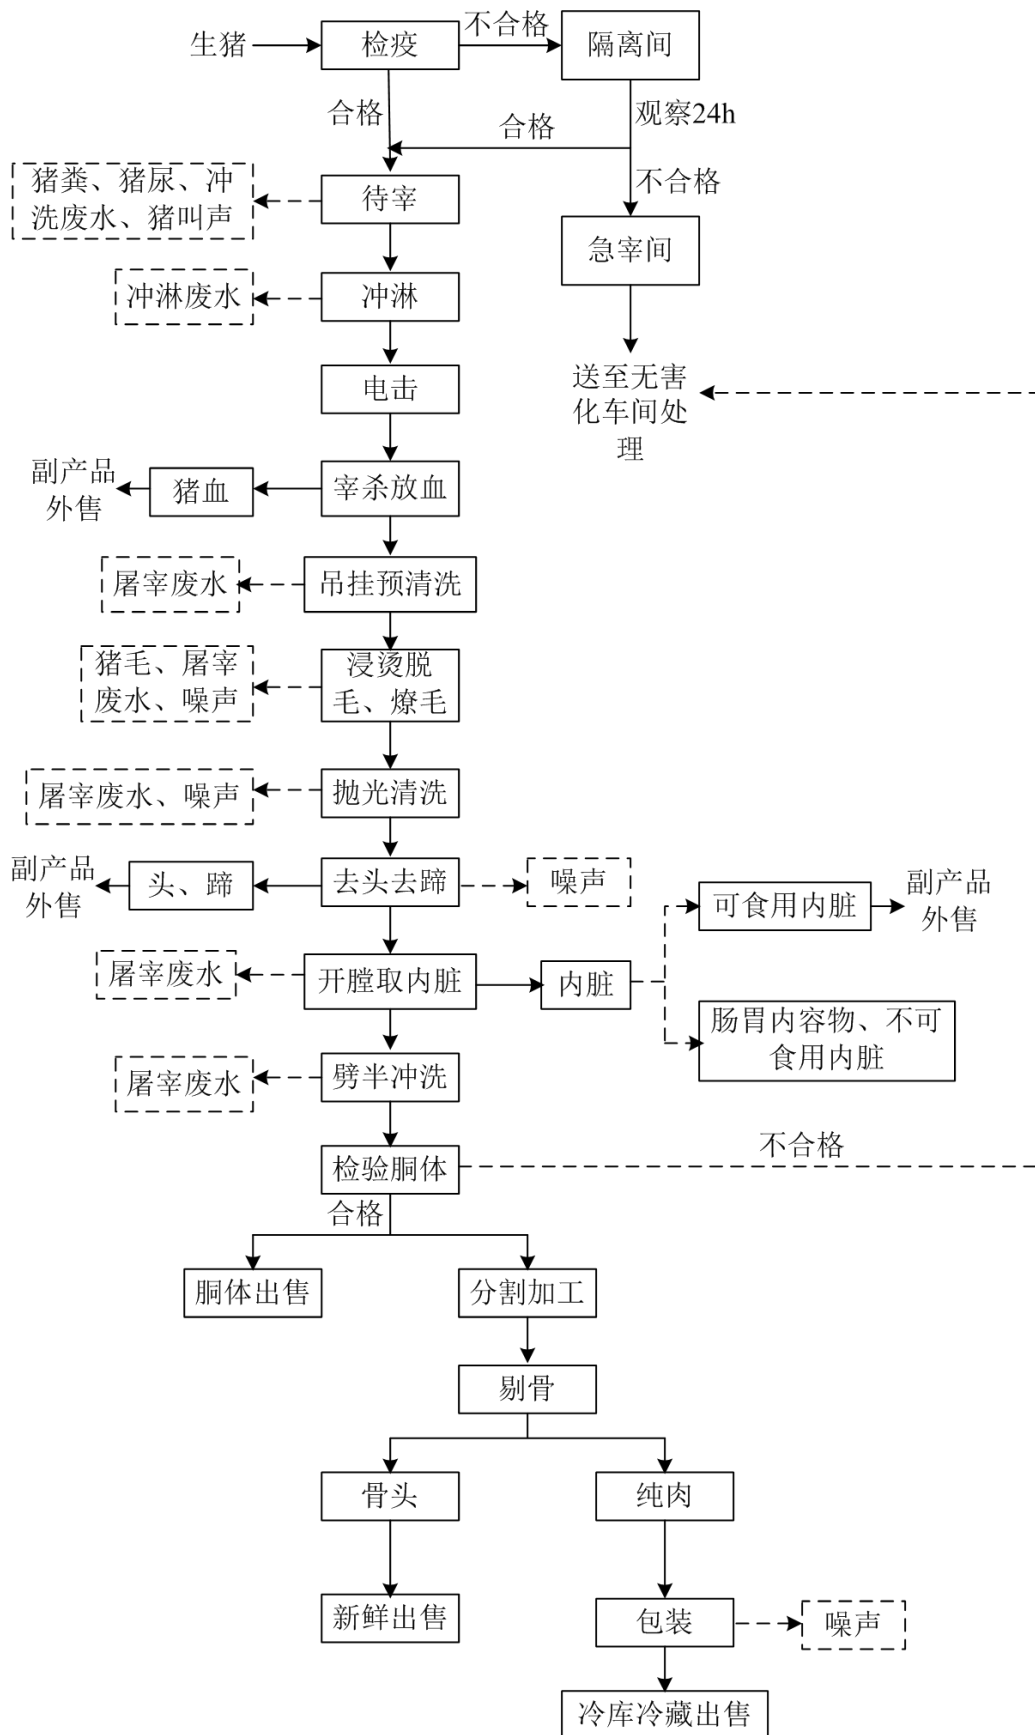 生猪
检疫
不合格
隔离间
合格
合格
观察24h
不合格
猪粪、猪尿、冲
洗废水、猪叫声
待宰
急宰间
冲淋废水
冲淋
电击
送至无害
化车间处
理
副产品
外售
猪血
宰杀放血
屠宰废水
吊挂预清洗
猪毛、屠宰
废水、噪声
浸烫脱
毛、燎毛
屠宰废水、噪声
抛光清洗
副产品
外售
头、蹄
去头去蹄
噪声
可食用内脏
副产品
外售
屠宰废水
开膛取内脏
内脏
肠胃内容物、不可
食用内脏
屠宰废水
劈半冲洗
检验胴体
不合格
合格
胴体出售
分割加工
剔骨
骨头
纯肉
新鲜出售
包装
噪声
冷库冷藏出售